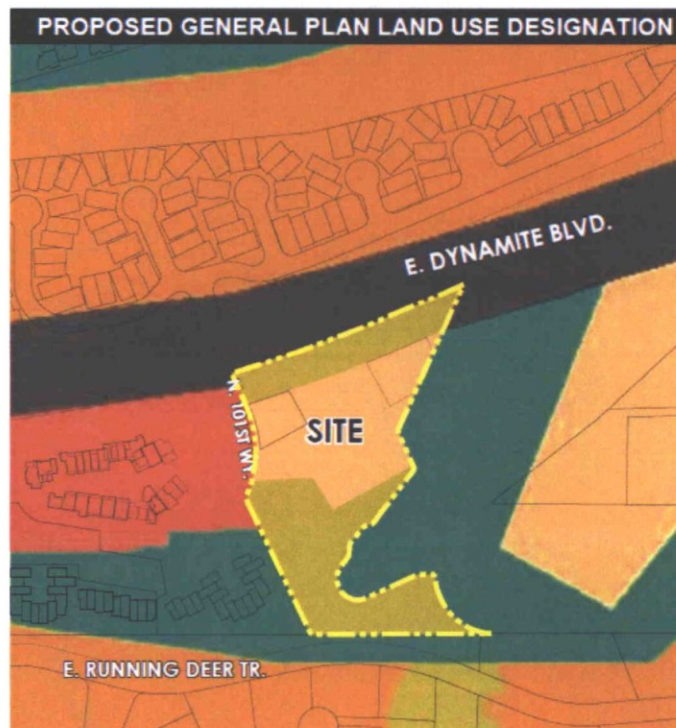 PROPOSED GENERAL PLAN LAND USE DESIGNATION
E. DYNAMITE BLVD.
N. 101ST WY.
SITE
E. RUNNING DEER TR.